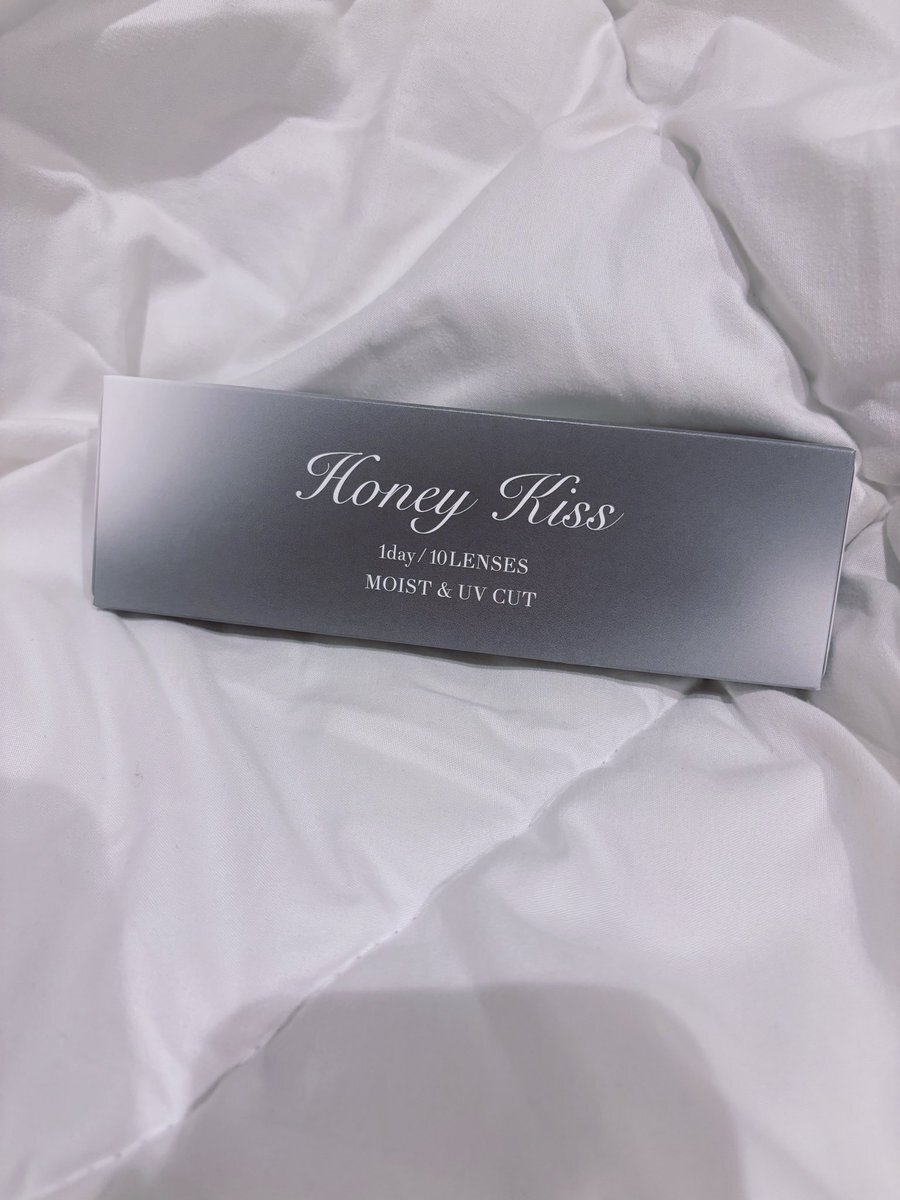 Honey Kiss
1day / 10LENSES
MOIST & UV CUT